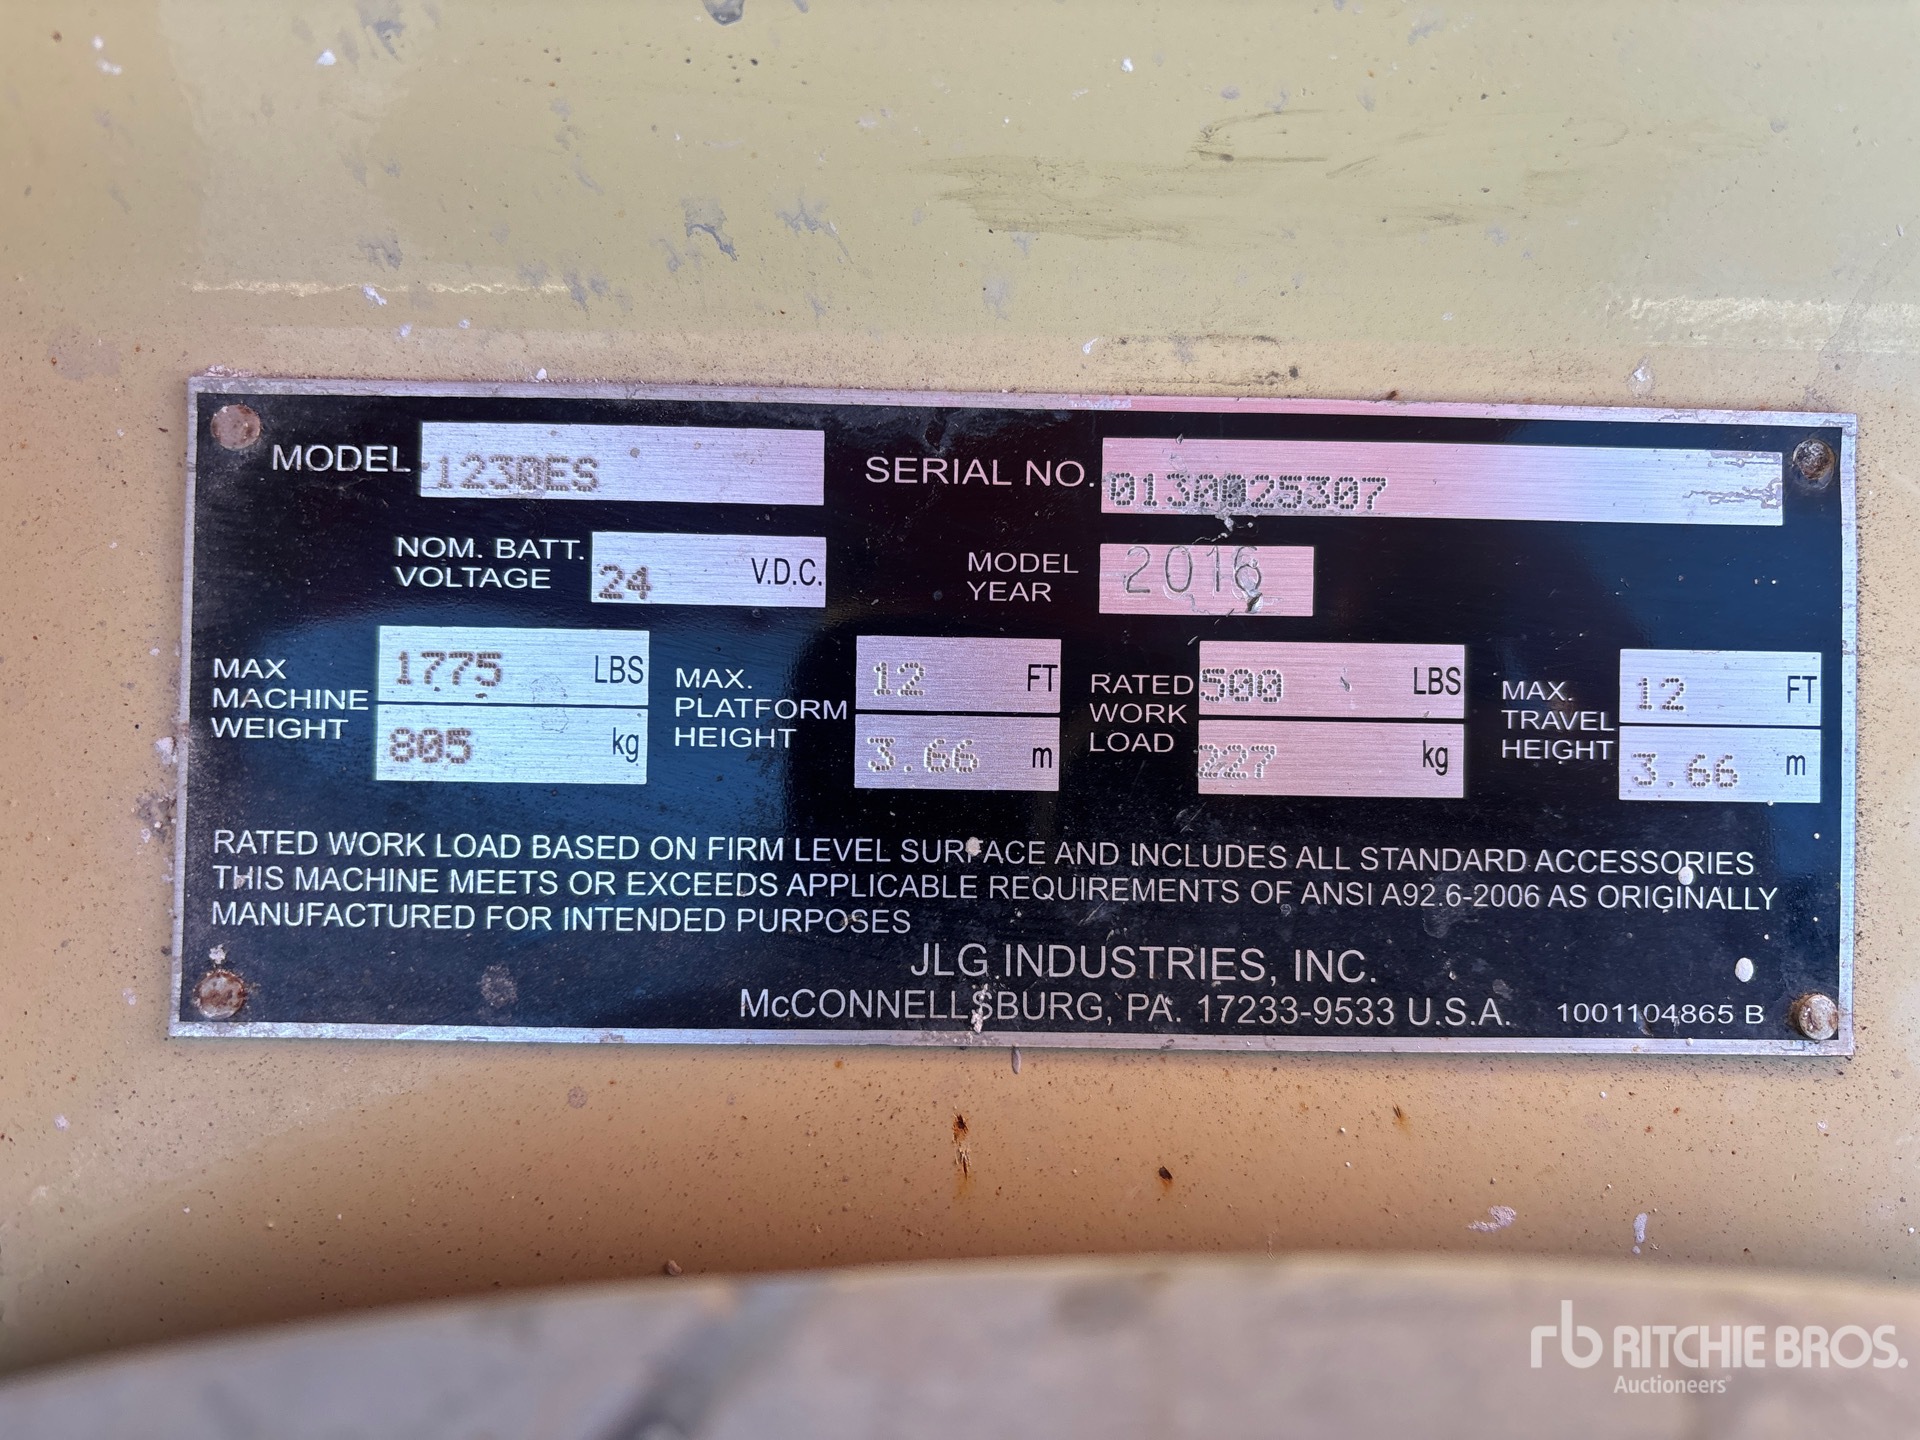 MODEL 1230ES SERIAL NO. 0130025307
NOM. BATT. VOLTAGE 24 V.D.C. MODEL YEAR 2016
MAX MACHINE WEIGHT 1775 LBS 805 kg MAX. PLATFORM HEIGHT 12 FT 3.66 m RATED WORK LOAD 500 LBS 227 kg MAX. TRAVEL HEIGHT 12 FT 3.66 m
RATED WORK LOAD BASED ON FIRM LEVEL SURFACE AND INCLUDES ALL STANDARD ACCESSORIES
THIS MACHINE MEETS OR EXCEEDS APPLICABLE REQUIREMENTS OF ANSI A92.6-2006 AS ORIGINALLY
MANUFACTURED FOR INTENDED PURPOSES
JLG INDUSTRIES, INC.
McCONNELLSBURG, PA. 17233-9533 U.S.A. 1001104865 B
rb RITCHIE BROS.
Auctioneers